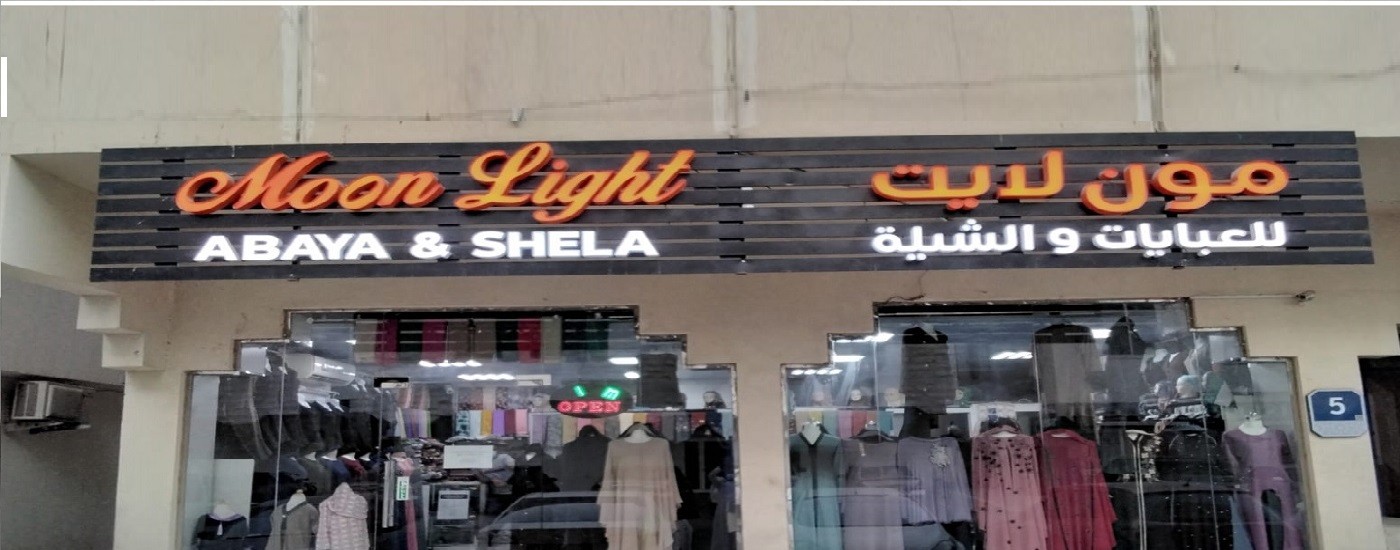 Moon Light
ABAYA & SHELA
مون لايت
للعبايات و الشيلة
OPEN
5